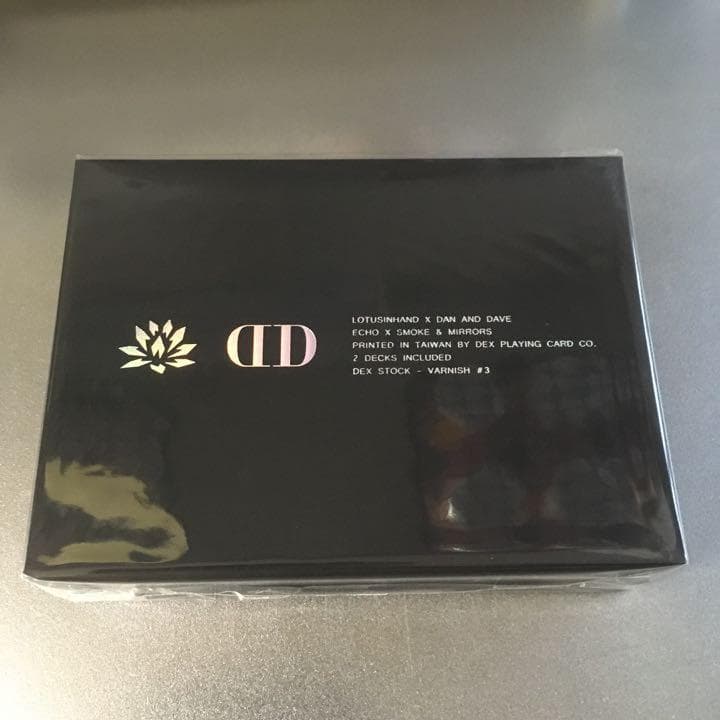 DD
LOTUSINHAND X DAN AND DAVE
ECHO X SMOKE & MIRRORS
PRINTED IN TAIWAN BY DEX PLAYING CARD CO.
2 DECKS INCLUDED
DEX STOCK - VARNISH #3